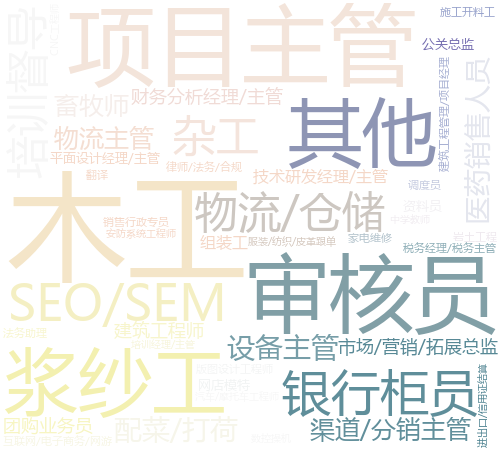 施工开料工
项目主管
公关总监
培训督导
畜牧师
财务分析经理/主管
建筑工程管理/项目经理
医药销售人员
其他
杂工
物流主管
平面设计经理/主管
律师/法务/合规
翻译
技术研发经理/主管
调度员
木工
物流/仓储
资料员
中学教师
销售行政专员
安防系统工程师
组装工
服装/纺织/皮革跟单
家电维修
岩土工程
税务经理/税务主管
审核员
SEO/SEM
法务助理
建筑工程师
设备主管
市场/营销/拓展总监
浆纱工
网店模特
银行柜员
进出口/信用证结算
团购业务员
配菜/打荷
渠道/分销主管